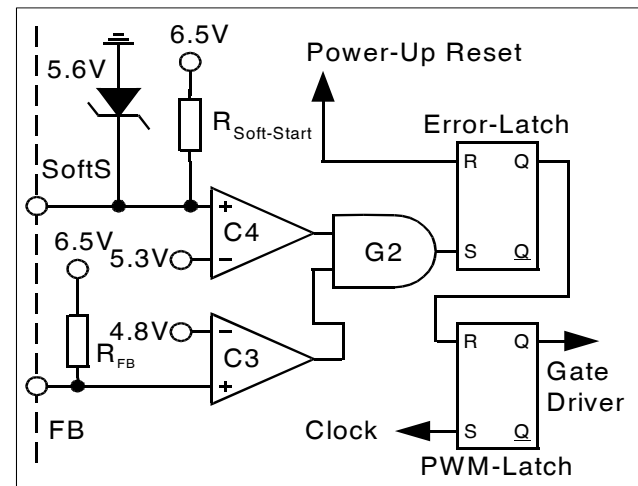 6.5V
Power-Up Reset
5.6V
R Soft-Start
Error-Latch
SoftS
R Q
+
C4
6.5V
5.3V
-
G2
S Q
4.8V
-
R FB
C3
R Q
+
Gate
Driver
FB
Clock
S Q
PWM-Latch